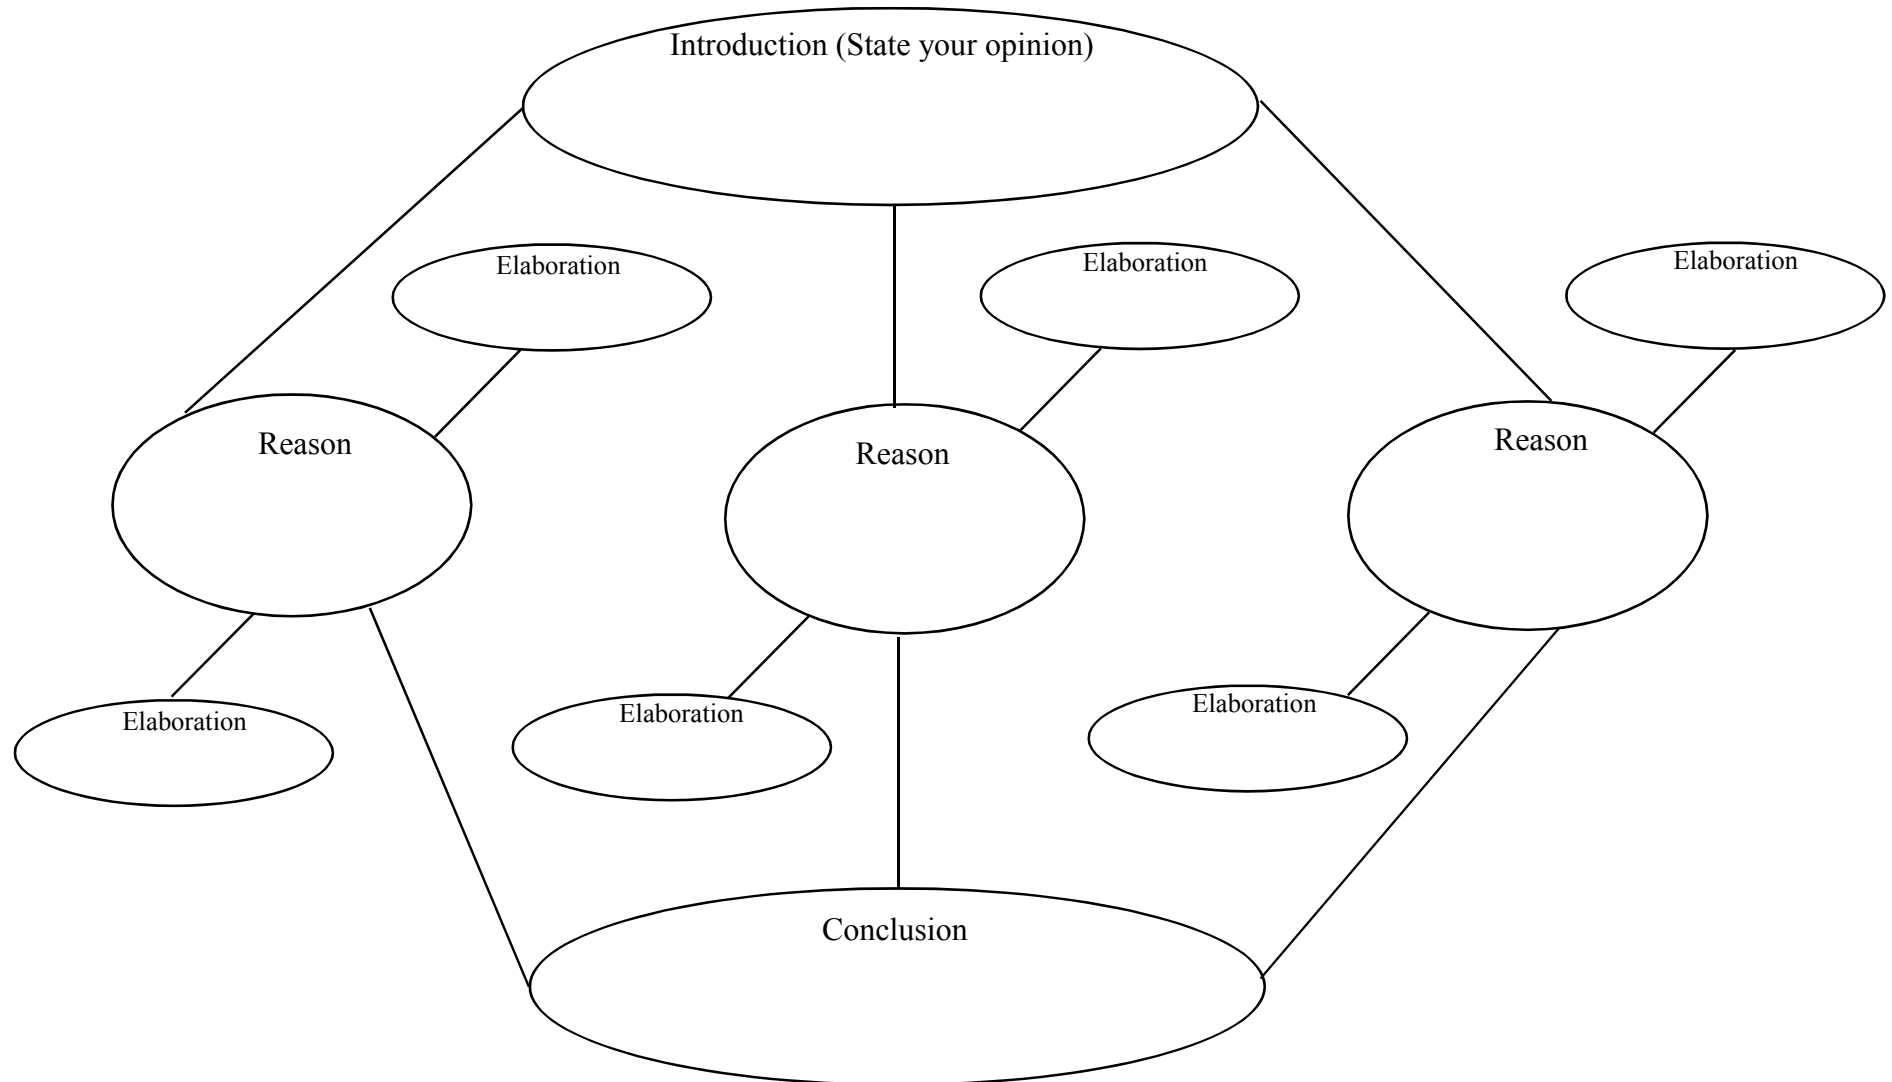 Introduction (State your opinion)
Elaboration
Elaboration
Elaboration
Reason
Reason
Reason
Elaboration
Elaboration
Elaboration
Conclusion